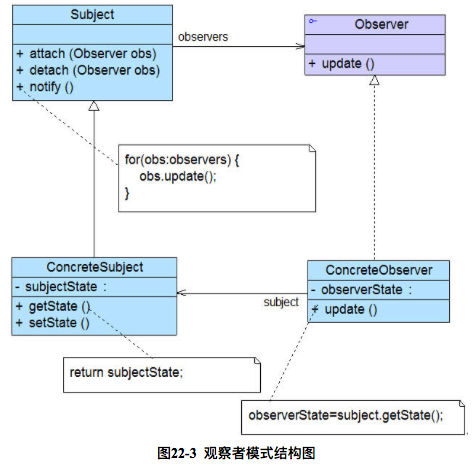 Subject
+ attach (Observer obs)
+ detach (Observer obs)
+ notify ()
observers
Observer
+ update ()
for(obs:observers) {
obs.update();
}
ConcreteSubject
- subjectState :
+ getState ()
+ setState ()
subject
ConcreteObserver
- observerState :
+ update ()
return subjectState;
observerState=subject.getState();
图22-3 观察者模式结构图